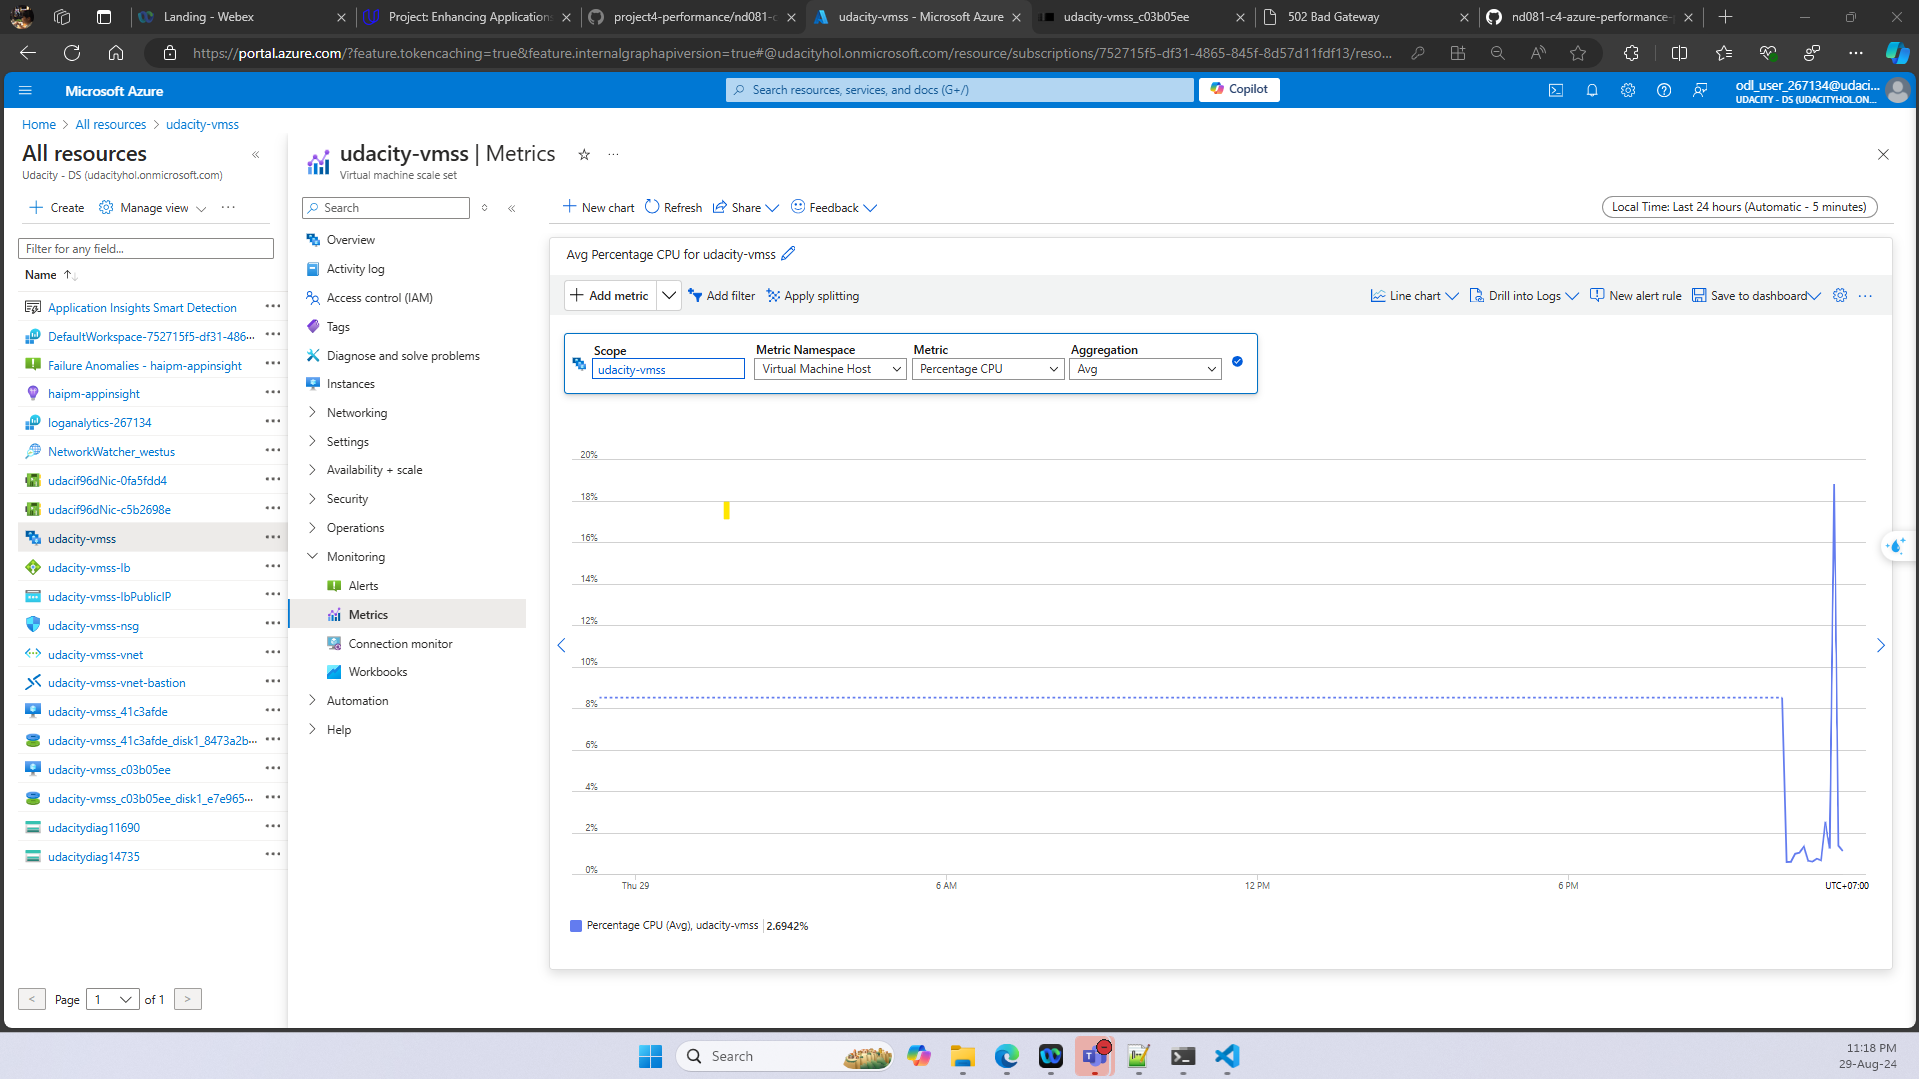 Landing - Webex
Project: Enhancing Applications
project4-performance/nd081-c
udacity-vmss - Microsoft Azure
udacity-vmss_c03b05ee
502 Bad Gateway
nd081-c4-azure-performance-
https://portal.azure.com/?feature.tokencaching=true&feature.internalgraphapiversion=true#@udacityhol.onmicrosoft.com/resource/subscriptions/752715f5-df31-4865-845f-8d57d11fdf13/reso...
Microsoft Azure
Search resources, services, and docs (G+/)
Copilot
odl_user_267134@udaci...
UDACITY - DS (UDACITYHOL.ON...
Home > All resources > udacity-vmss
All resources
Udacity - DS (udacityhol.onmicrosoft.com)
Create
Manage view
Filter for any field...
Name
Application Insights Smart Detection
DefaultWorkspace-752715f5-df31-486...
Failure Anomalies - haipm-appinsight
haipm-appinsight
loganalytics-267134
NetworkWatcher_westus
udacif96dNic-0fa5fdd4
udacif96dNic-c5b2698e
udacity-vmss
udacity-vmss-lb
udacity-vmss-lbPublicIP
udacity-vmss-nsg
udacity-vmss-vnet
udacity-vmss-vnet-bastion
udacity-vmss_41c3afde
udacity-vmss_41c3afde_disk1_8473a2b...
udacity-vmss_c03b05ee
udacity-vmss_c03b05ee_disk1_e7e965...
udacitydiag11690
udacitydiag14735
< Page 1 of 1 >
udacity-vmss | Metrics
Virtual machine scale set
Search
Overview
Activity log
Access control (IAM)
Tags
Diagnose and solve problems
Instances
Networking
Settings
Availability + scale
Security
Operations
Monitoring
Alerts
Metrics
Connection monitor
Workbooks
Automation
Help
New chart
Refresh
Share
Feedback
Local Time: Last 24 hours (Automatic - 5 minutes)
Avg Percentage CPU for udacity-vmss
Add metric
Add filter
Apply splitting
Line chart
Drill into Logs
New alert rule
Save to dashboard
Scope
udacity-vmss
Metric Namespace
Virtual Machine Host
Metric
Percentage CPU
Aggregation
Avg
20%
18%
16%
14%
12%
10%
8%
6%
4%
2%
0%
Thu 29
6 AM
12 PM
6 PM
UTC+07:00
Percentage CPU (Avg), udacity-vmss | 2.6942%
Search
11:18 PM
29-Aug-24